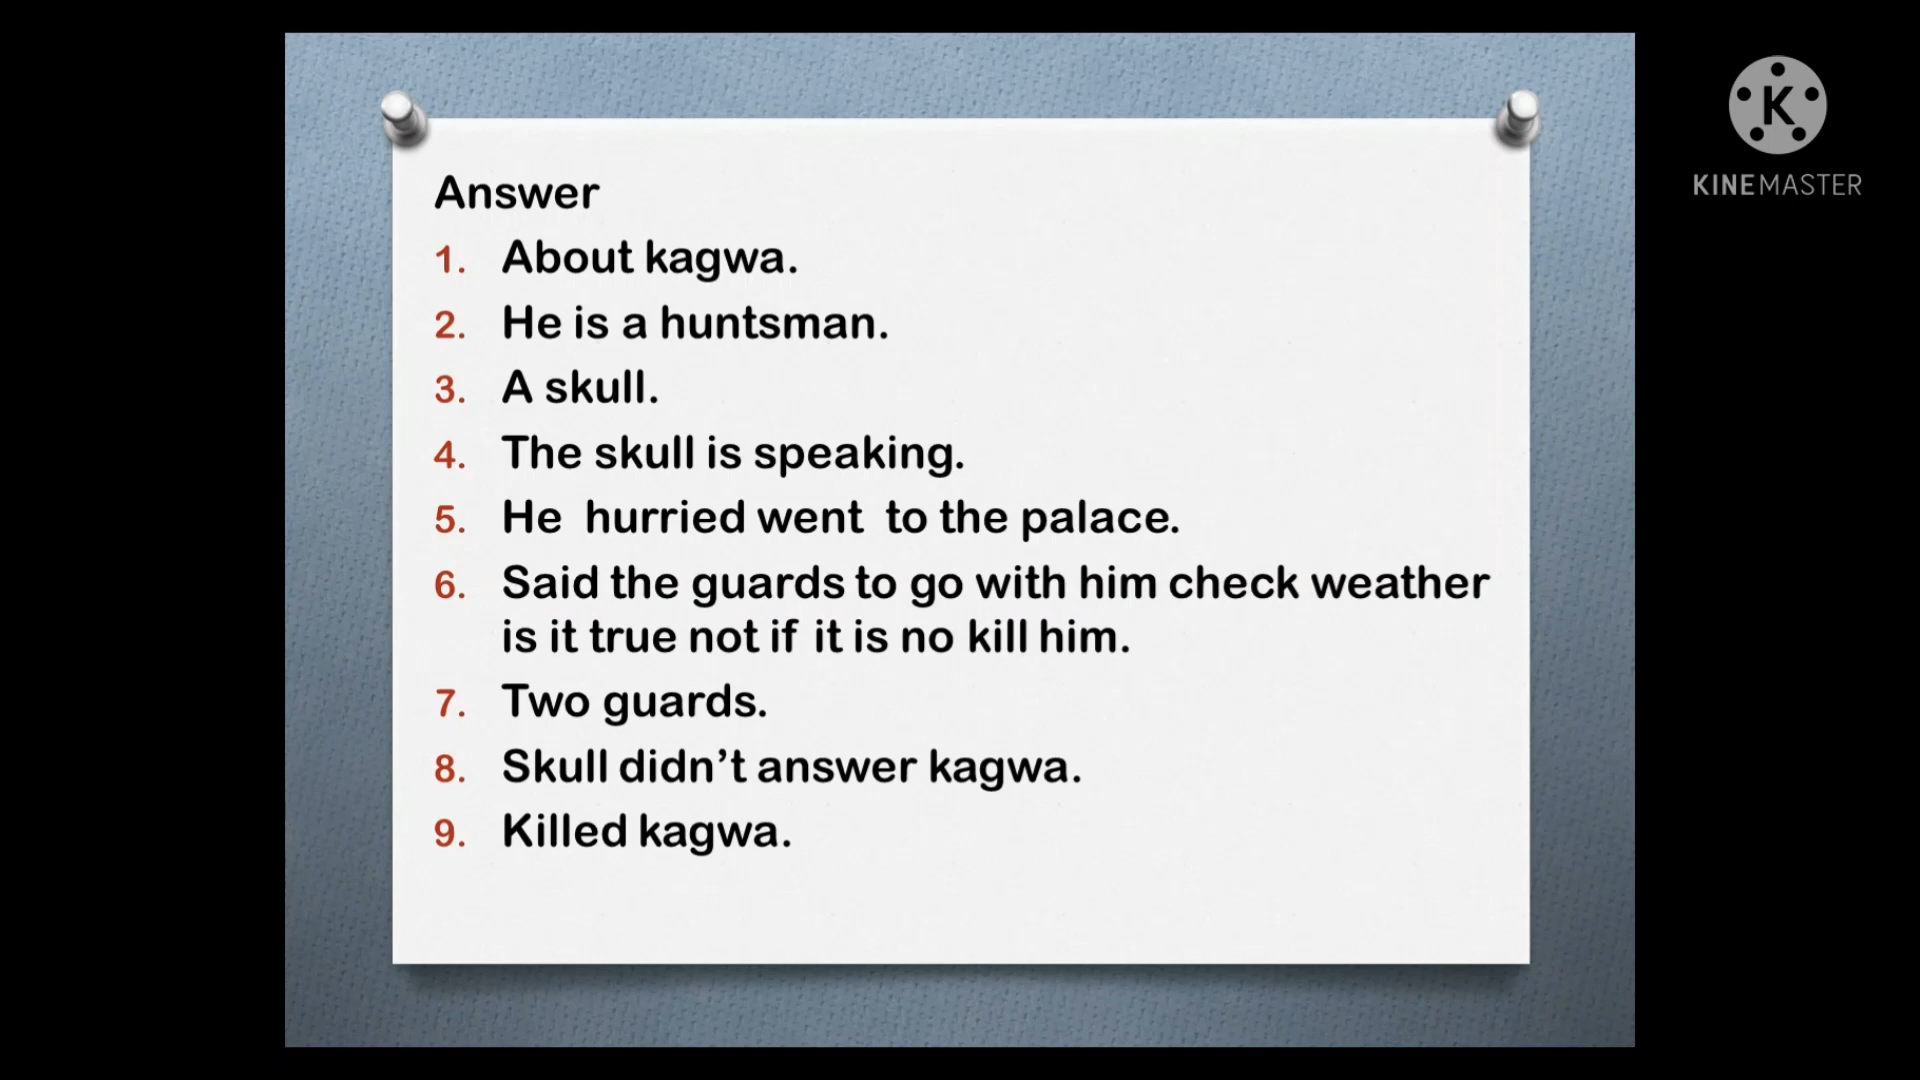 Answer
1. About kagwa.
2. He is a huntsman.
3. A skull.
4. The skull is speaking.
5. He hurried went to the palace.
6. Said the guards to go with him check weather
is it true not if it is no kill him.
7. Two guards.
8. Skull didn’t answer kagwa.
9. Killed kagwa.
K
KINEMASTER